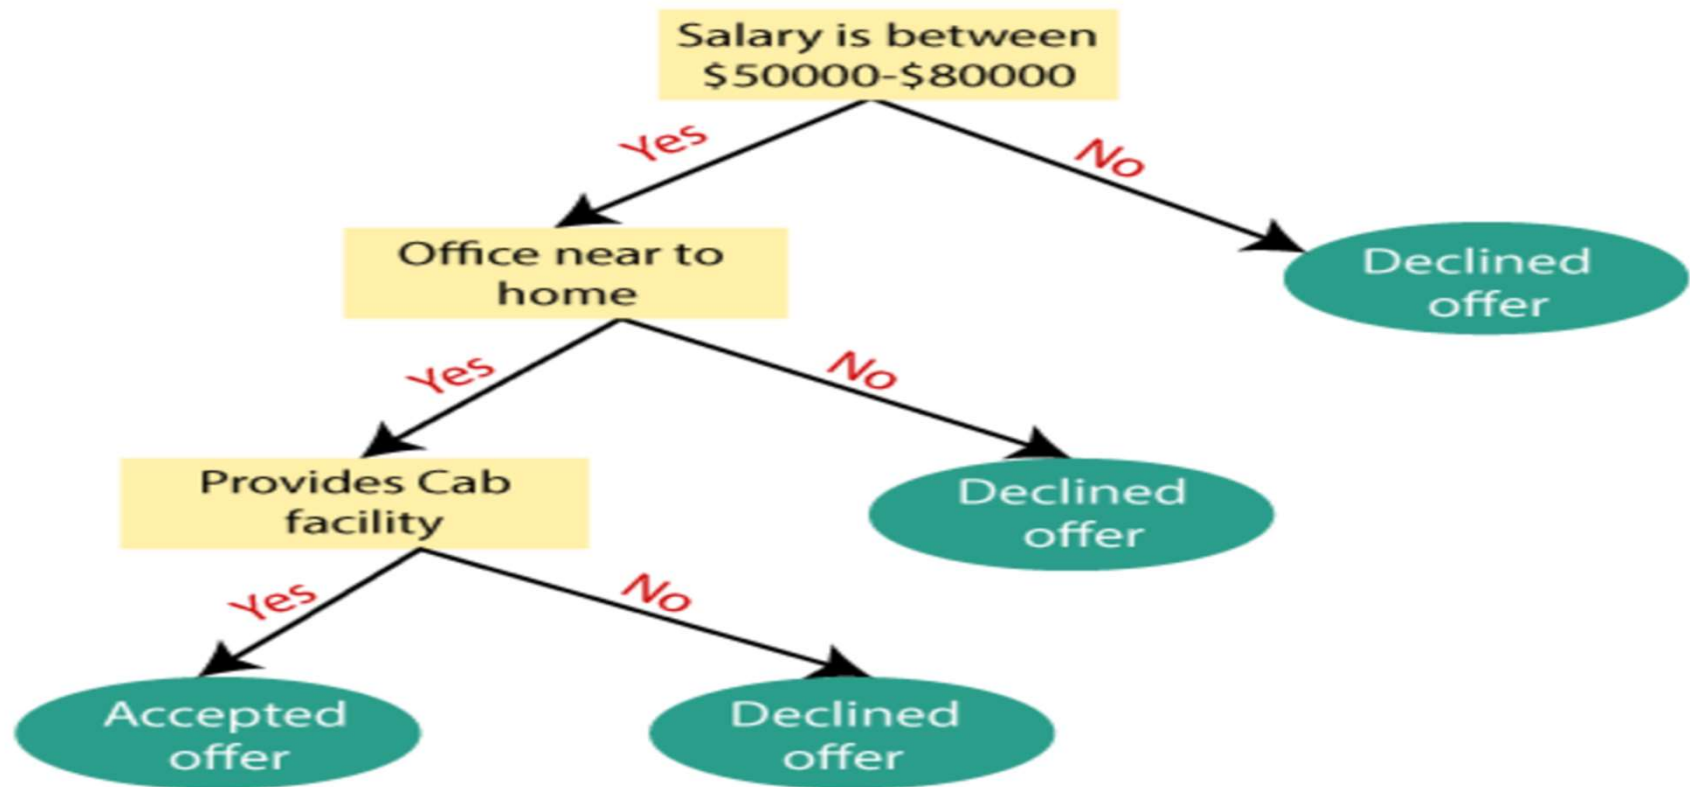 Salary is between
$50000-$80000
Yes
No
Office near to
home
Declined
offer
Yes
No
Provides Cab
facility
Declined
offer
Yes
No
Accepted
offer
Declined
offer